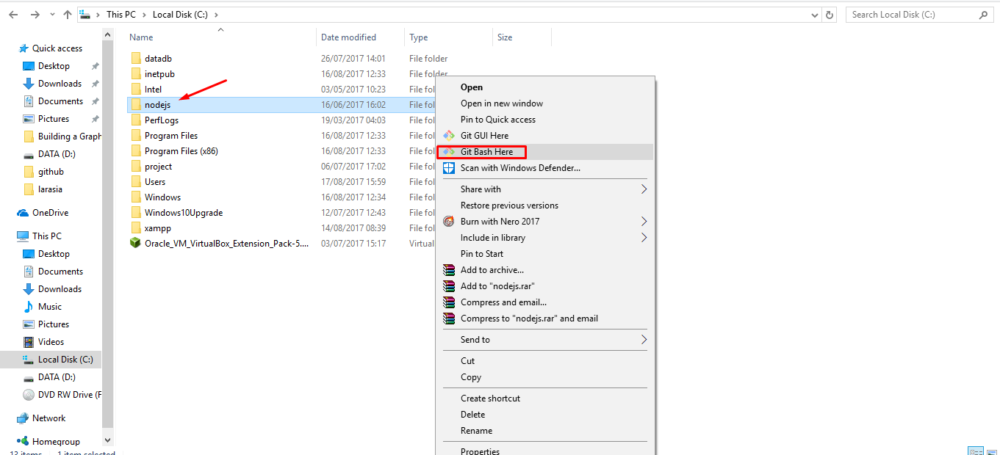 This PC > Local Disk (C:) >
Search Local Disk (C:)
Name Date modified Type Size
Quick access
Desktop
Downloads
Documents
Pictures
Building a Graph
DATA (D:)
github
larasia
OneDrive
This PC
Desktop
Documents
Downloads
Music
Pictures
Videos
Local Disk (C:)
DATA (D:)
DVD RW Drive (F
Network
Homegroup
13 items 1 item selected
datadb 26/07/2017 14:01 File folder
inetpub 16/08/2017 12:33 File folder
Intel 03/05/2017 10:23 File fol
nodejs 16/06/2017 16:02 File fol
PerfLogs 19/03/2017 04:03 File fol
Program Files 16/08/2017 12:33 File fol
Program Files (x86) 16/08/2017 12:33 File fol
project 06/07/2017 17:02 File fol
Users 17/08/2017 15:59 File fol
Windows 16/08/2017 12:34 File fol
Windows10Upgrade 12/07/2017 12:43 File fol
xampp 14/08/2017 08:39 File fol
Oracle_VM_VirtualBox_Extension_Pack-5.... 03/07/2017 15:17 Virtual
Open
Open in new window
Pin to Quick access
Git GUI Here
Git Bash Here
Scan with Windows Defender...
Share with
Restore previous versions
Burn with Nero 2017
Include in library
Pin to Start
Add to archive...
Add to "nodejs.rar"
Compress and email...
Compress to "nodejs.rar" and email
Send to
Cut
Copy
Create shortcut
Delete
Rename
Properties